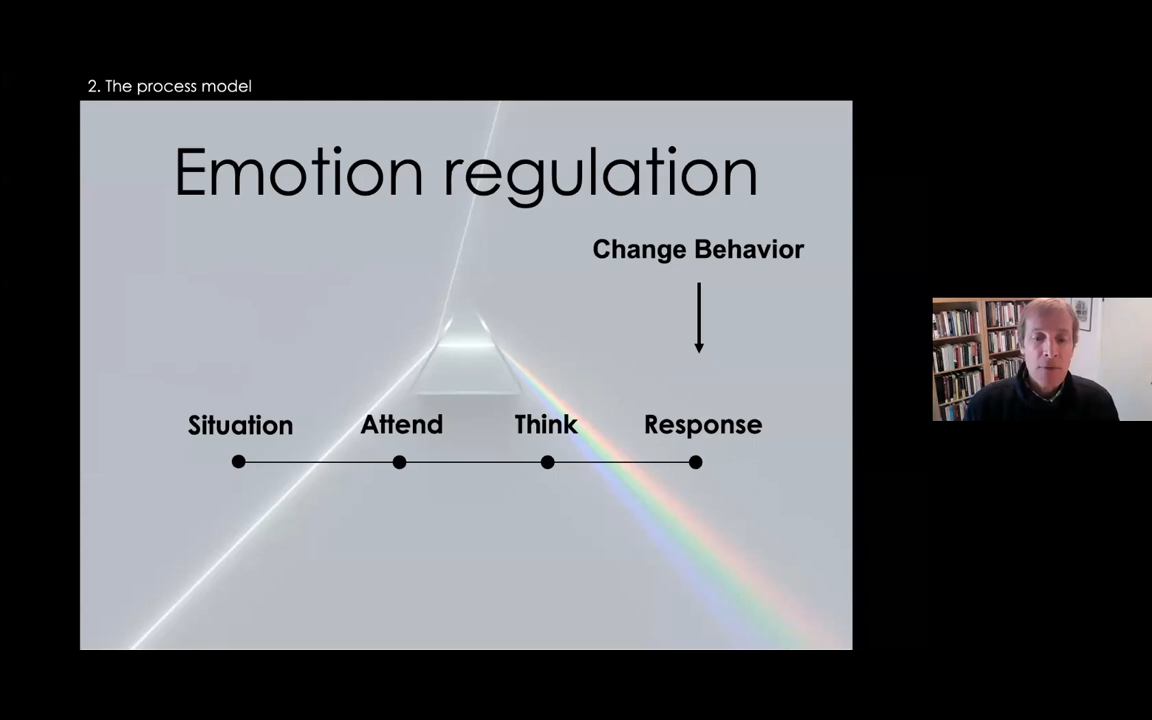 2. The process model
Emotion regulation
Change Behavior
Situation Attend Think Response